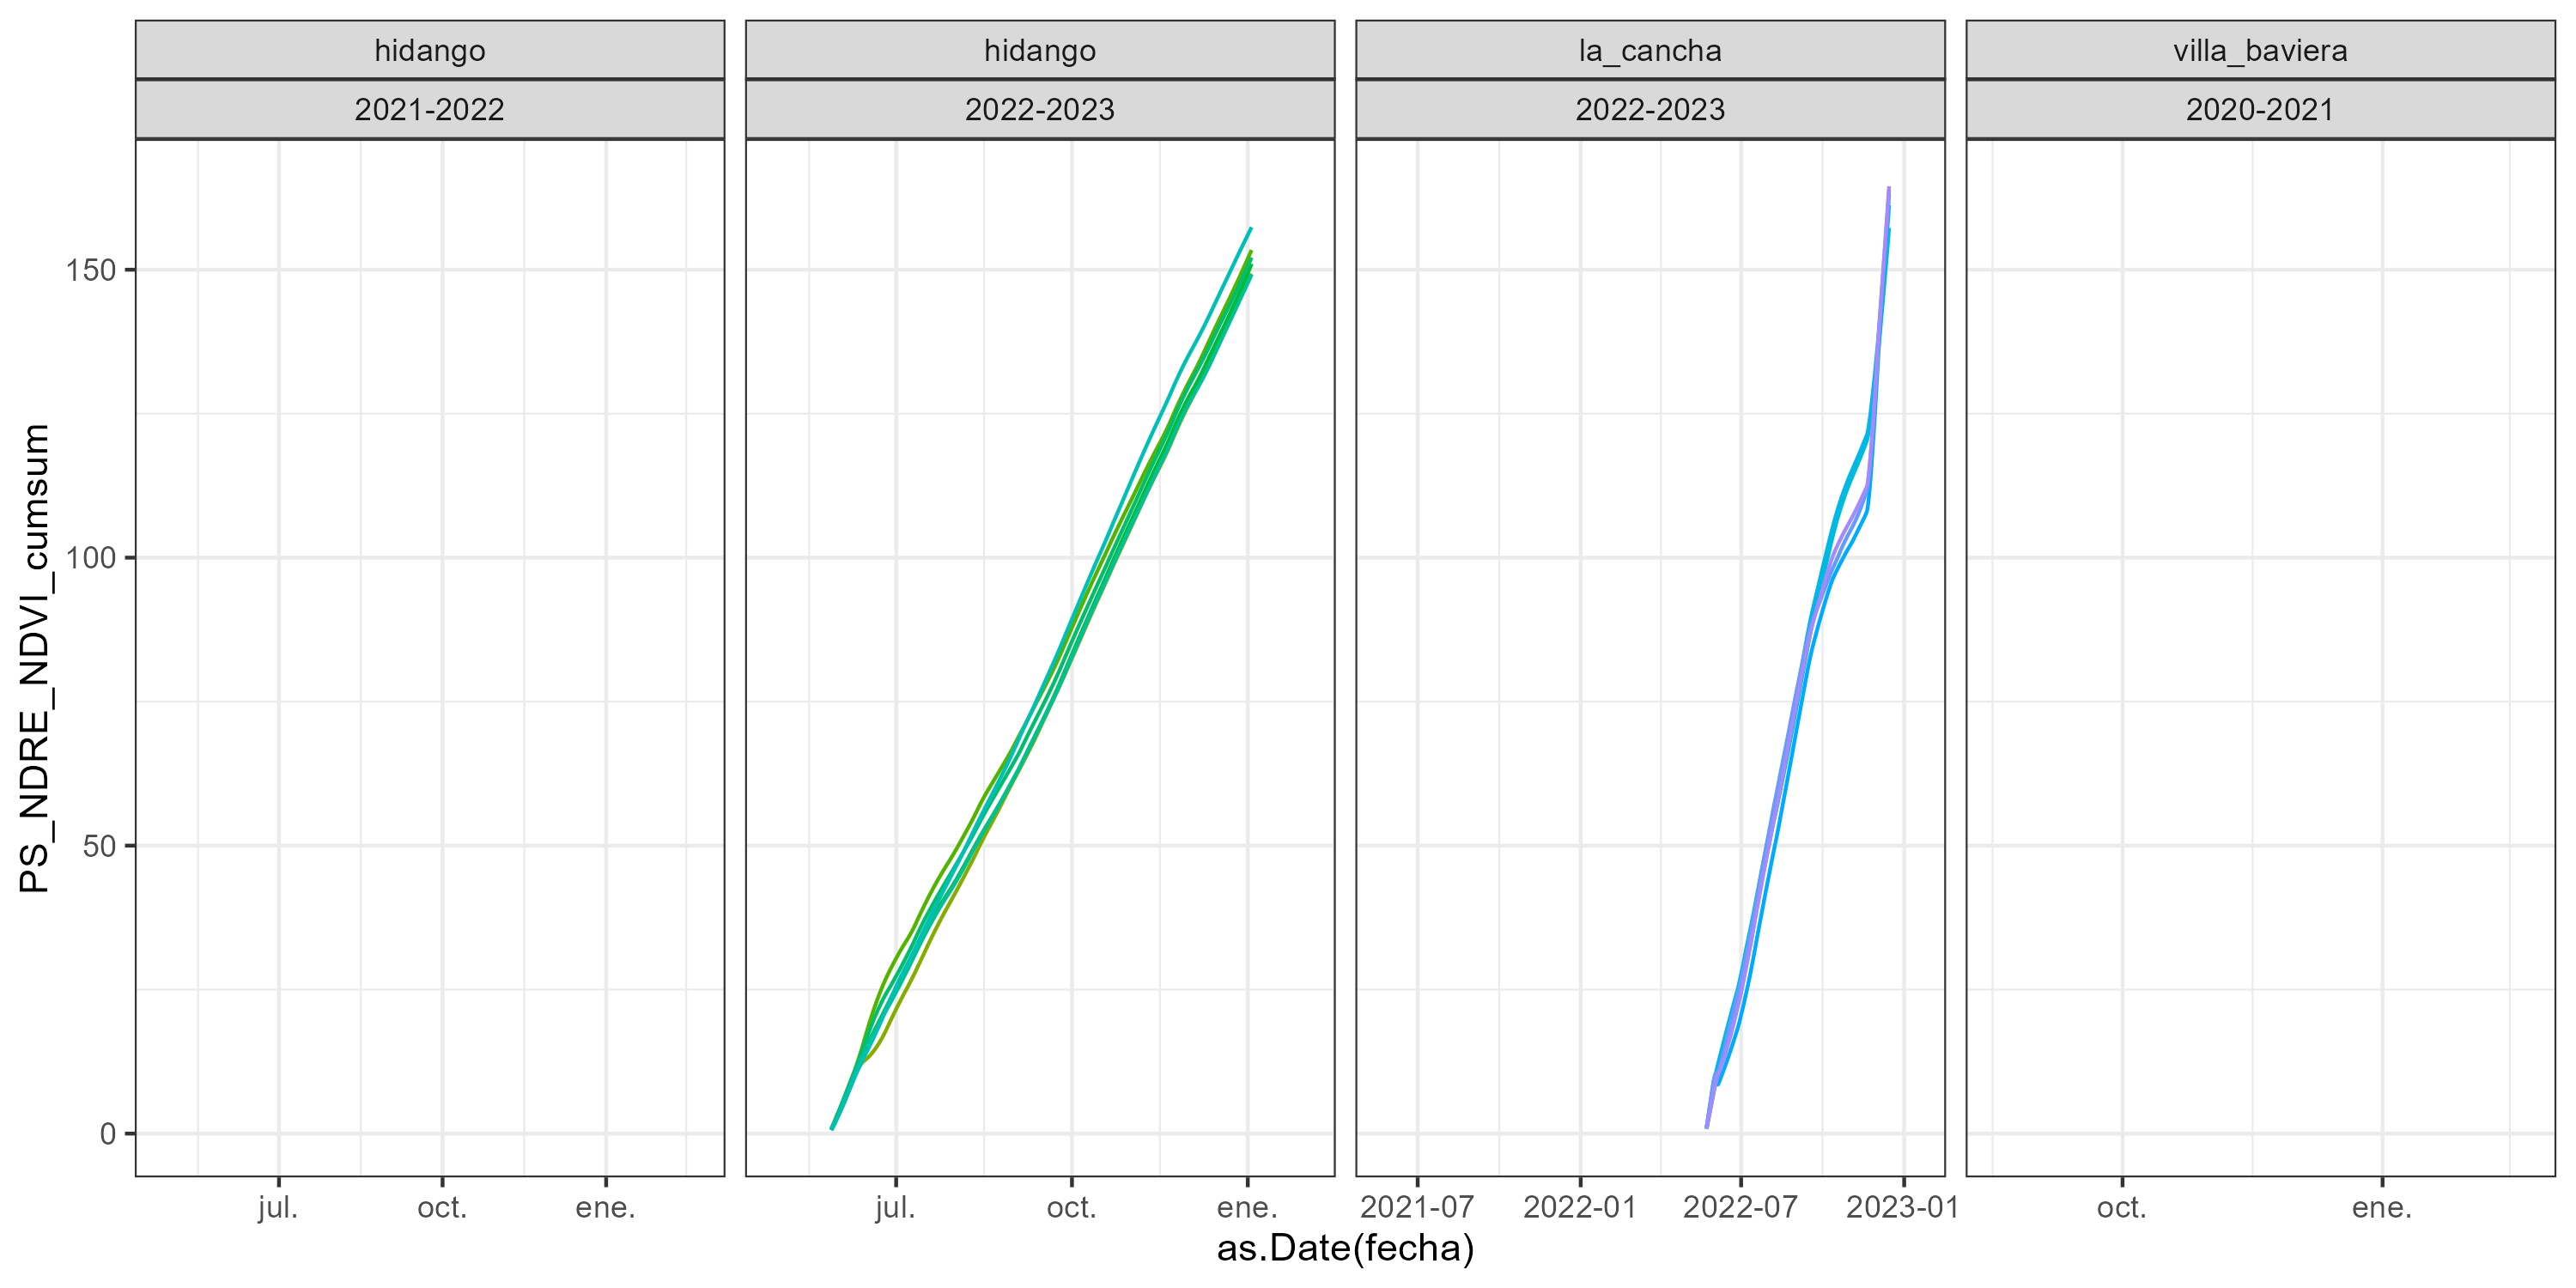 hidango hidango la_cancha villa_baviera
2021-2022 2022-2023 2022-2023 2020-2021
PS_NDRE_NDVI_cumsum
150
100
50
0
jul. oct. ene. jul. oct. ene. 2021-07 2022-01 2022-07 2023-01 oct. ene.
as.Date(fecha)